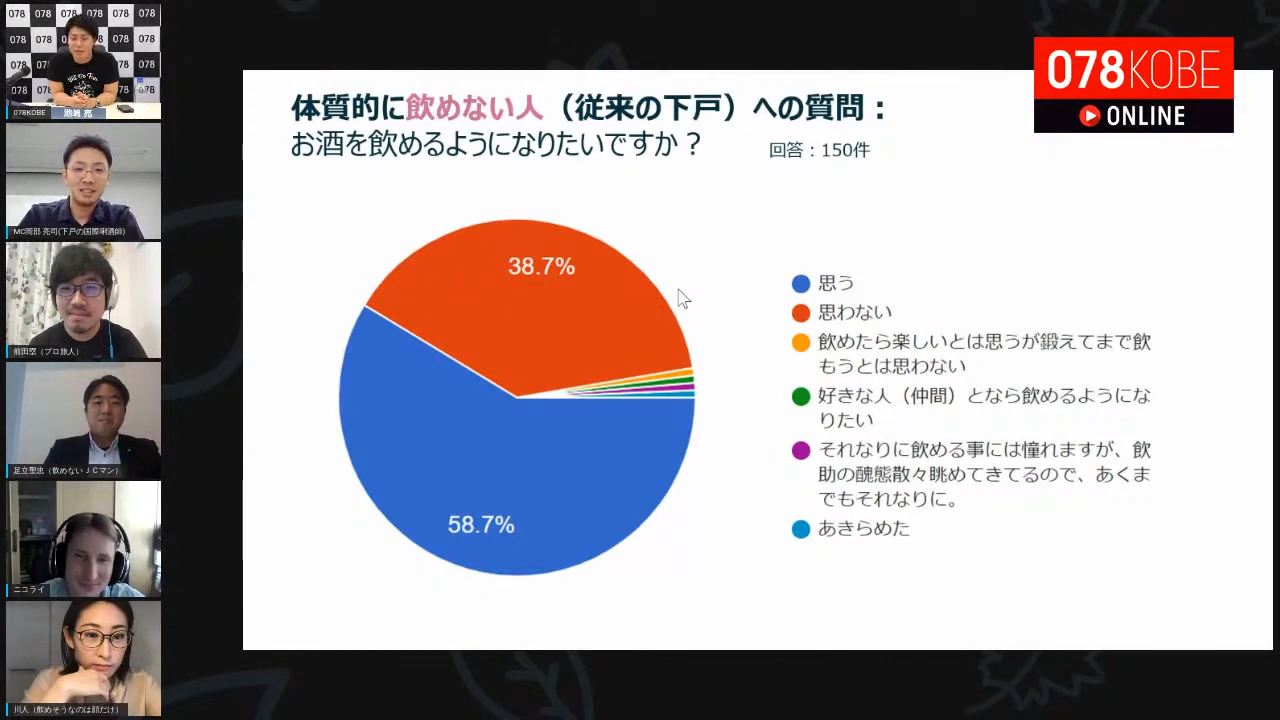 078KOBE
ONLINE
体質的に飲めない人（従来の下戸）への質問：
お酒を飲めるようになりたいですか？
回答：150件
38.7%
58.7%
思う
思わない
飲めたら楽しいとは思うが鍛えてまで飲
もうとは思わない
好きな人（仲間）となら飲めるようにな
りたい
それなりに飲める事には憧れますが、飲
助の醜態散々眺めてきてるので、あくま
でもそれなりに。
あきらめた
078 078 078 078 078 078
078KOBE
池嶋 亮
MC岡部 亮司(下戸の国際唎酒師)
前田塁（プロ旅人）
足立聖忠（飲めないＪＣマン）
ニコライ
川人（飲めそうなのは顔だけ）